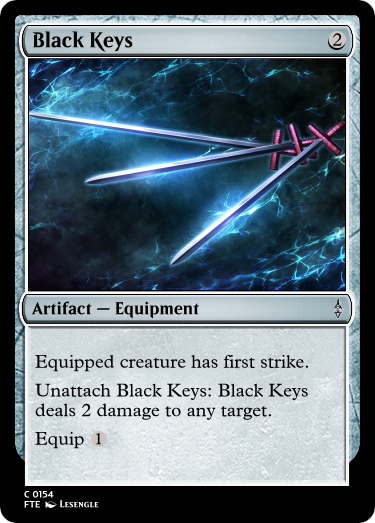 Black Keys 2
Artifact — Equipment
Equipped creature has first strike.
Unattach Black Keys: Black Keys
deals 2 damage to any target.
Equip 1
C 0154
FTE Lesengle